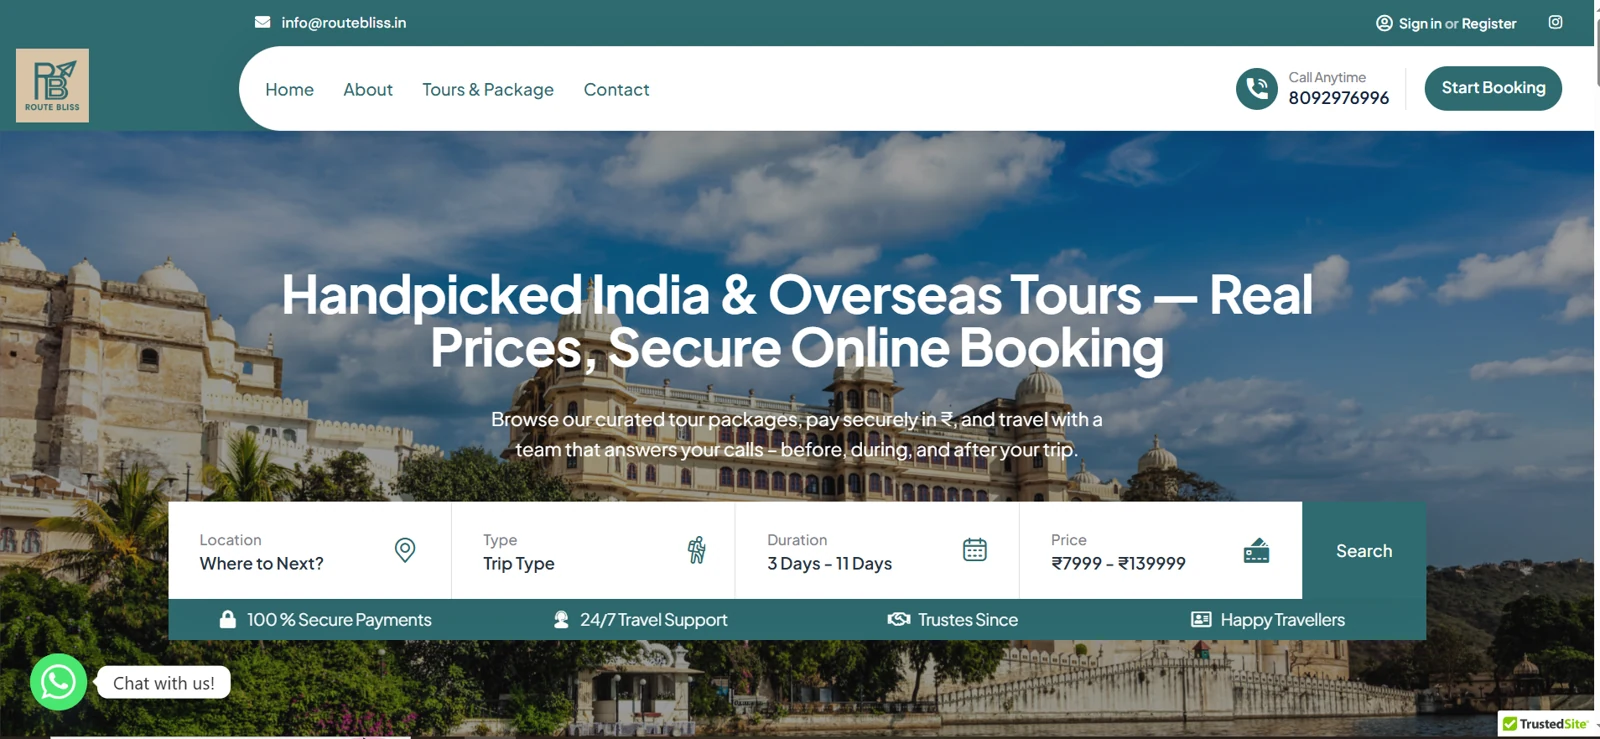 info@routebliss.in
Sign in or Register
RB
ROUTE BLISS
Home
About
Tours & Package
Contact
Call Anytime
8092976996
Start Booking
Handpicked India & Overseas Tours — Real
Prices, Secure Online Booking
Browse our curated tour packages, pay securely in ₹, and travel with a
team that answers your calls – before, during, and after your trip.
Location
Where to Next?
Type
Trip Type
Duration
3 Days - 11 Days
Price
₹7999 - ₹139999
Search
100 % Secure Payments
24/7 Travel Support
Trustes Since
Happy Travellers
Chat with us!
TrustedSite